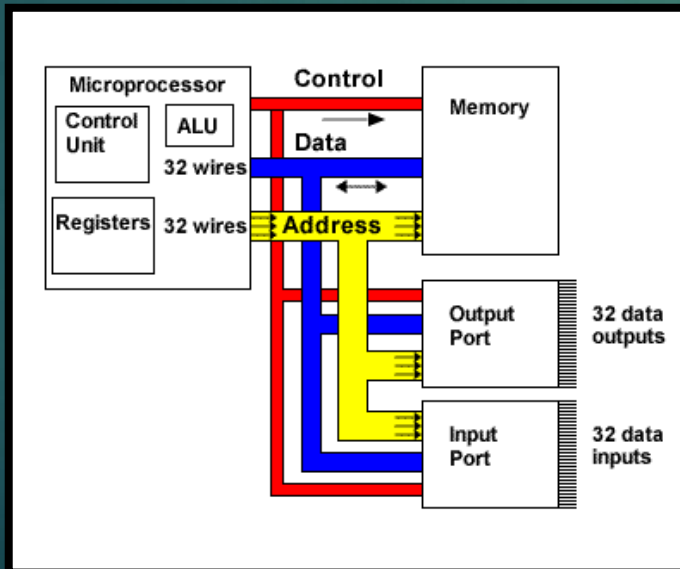 Microprocessor
Control
Unit
ALU
32 wires
Registers
32 wires
Control
Data
Address
Memory
Output
Port
32 data
outputs
Input
Port
32 data
inputs